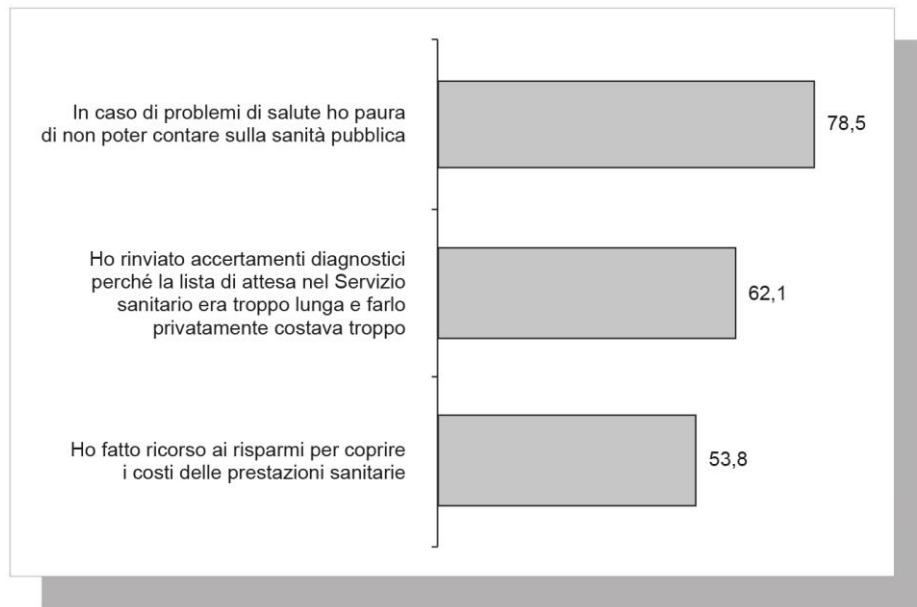 In caso di problemi di salute ho paura
di non poter contare sulla sanità pubblica
78,5
Ho rinviato accertamenti diagnostici
perché la lista di attesa nel Servizio
sanitario era troppo lunga e farlo
privatamente costava troppo
62,1
Ho fatto ricorso ai risparmi per coprire
i costi delle prestazioni sanitarie
53,8